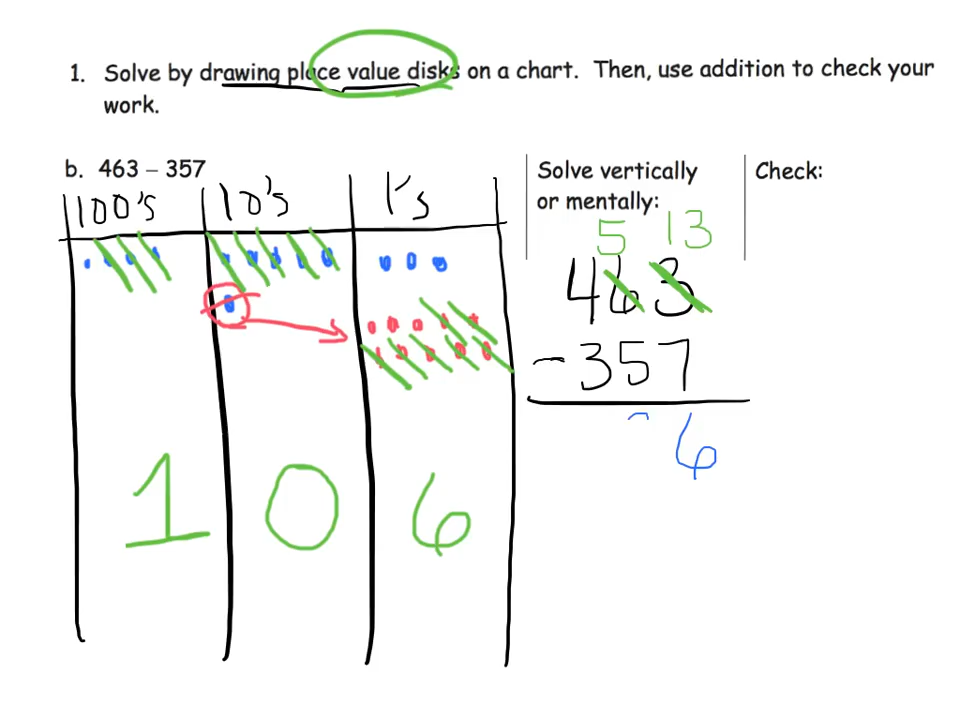 1. Solve by drawing place value disks on a chart. Then, use addition to check your
work.
b. 463 – 357
Solve vertically
or mentally:
Check:
100's 10's 1's
5 13
463
-357
6
1 0 6